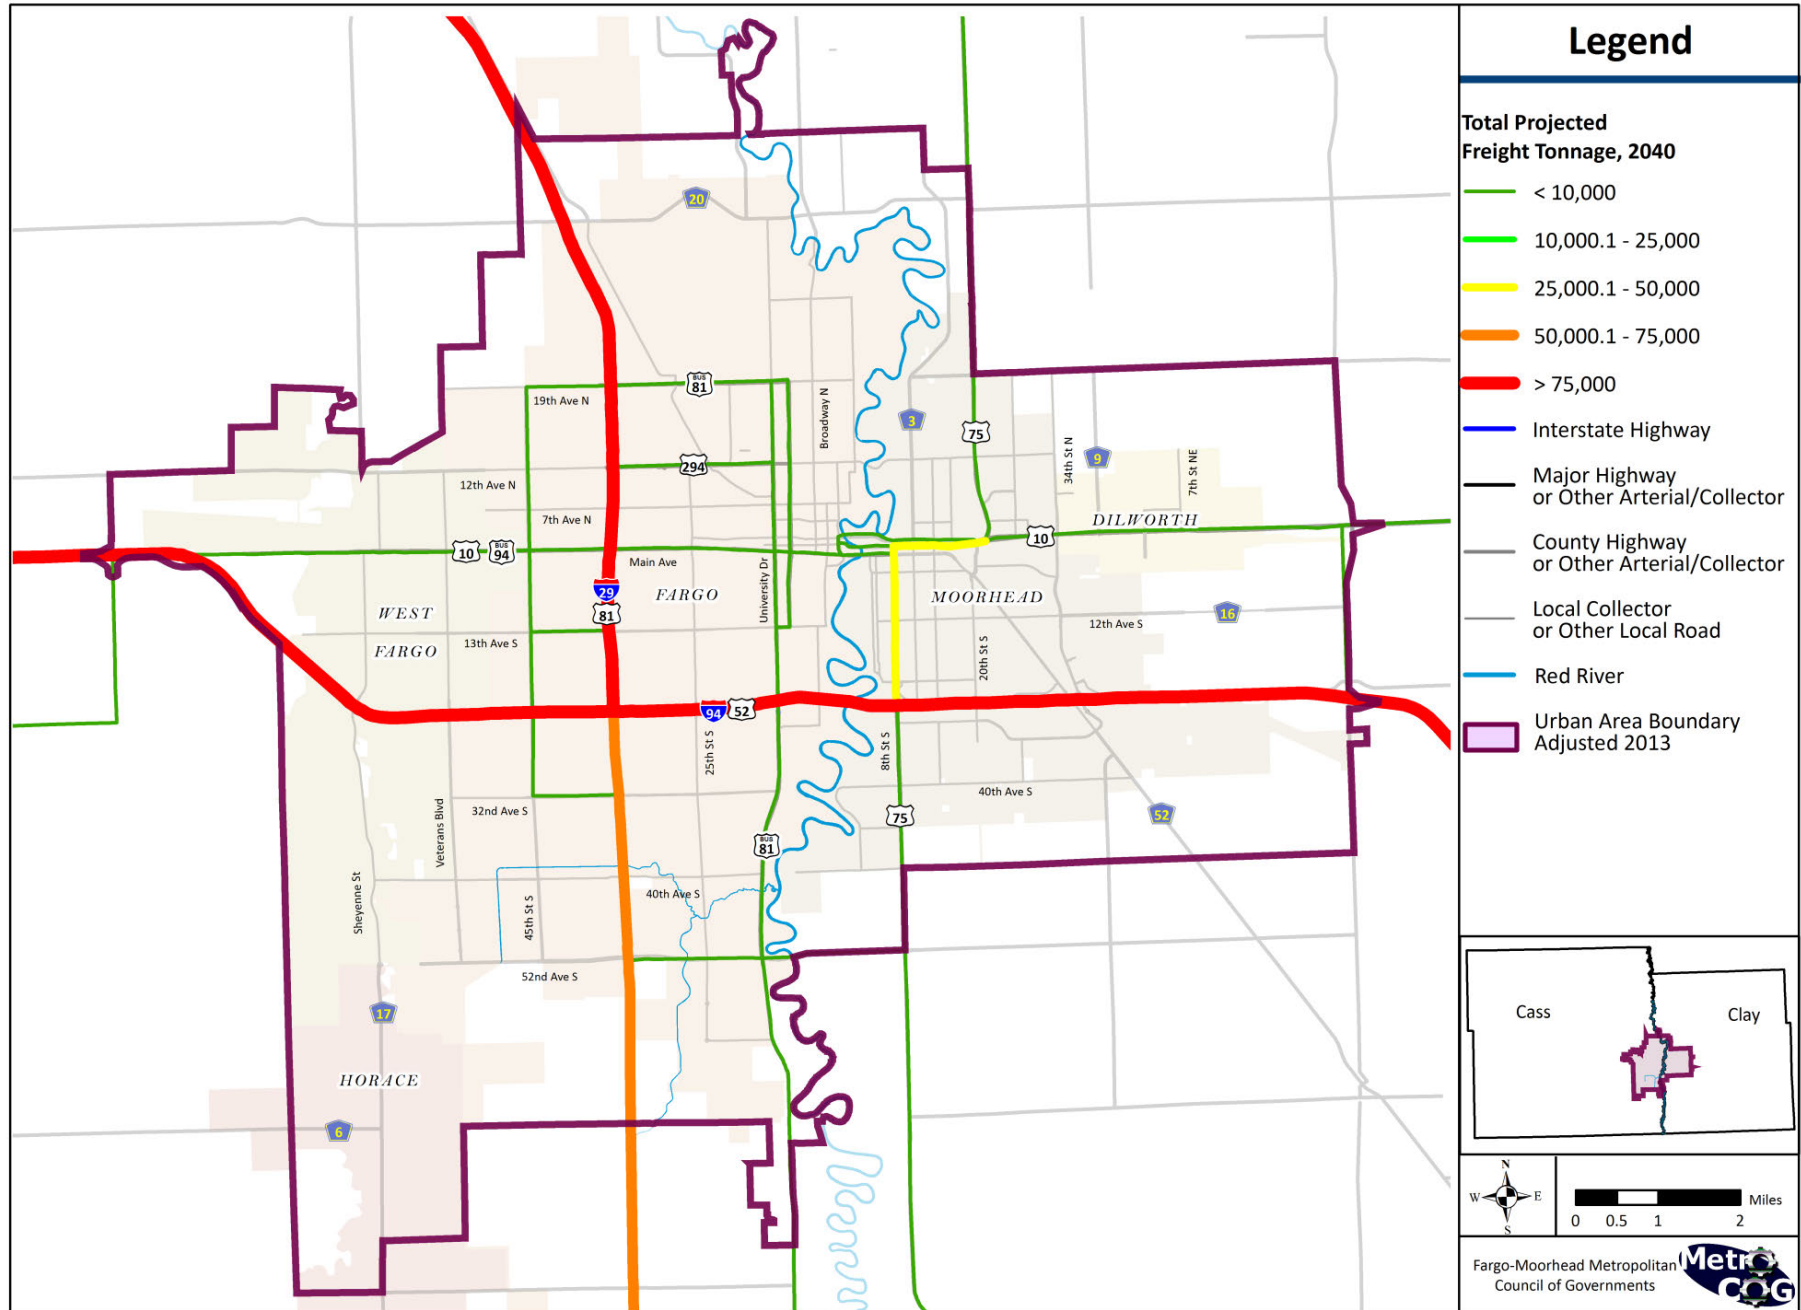 20
BUS
81
19th Ave N
Broadway N
3
75
294
34th St N
9
7th St NE
12th Ave N
7th Ave N
DILWORTH
10
BUS
94
10
Main Ave
University Dr
29
81
FARGO
MOORHEAD
WEST
FARGO
16
12th Ave S
13th Ave S
20th St S
94
52
25th St S
8th St S
40th Ave S
32nd Ave S
Veterans Blvd
75
52
BUS
81
Sheyenne St
45th St S
40th Ave S
52nd Ave S
17
HORACE
6
Legend
Total Projected
Freight Tonnage, 2040
< 10,000
10,000.1 - 25,000
25,000.1 - 50,000
50,000.1 - 75,000
> 75,000
Interstate Highway
Major Highway
or Other Arterial/Collector
County Highway
or Other Arterial/Collector
Local Collector
or Other Local Road
Red River
Urban Area Boundary
Adjusted 2013
Cass
Clay
N
W
E
S
Miles
0 0.5 1 2
Fargo-Moorhead Metropolitan
Council of Governments
Metro
COG